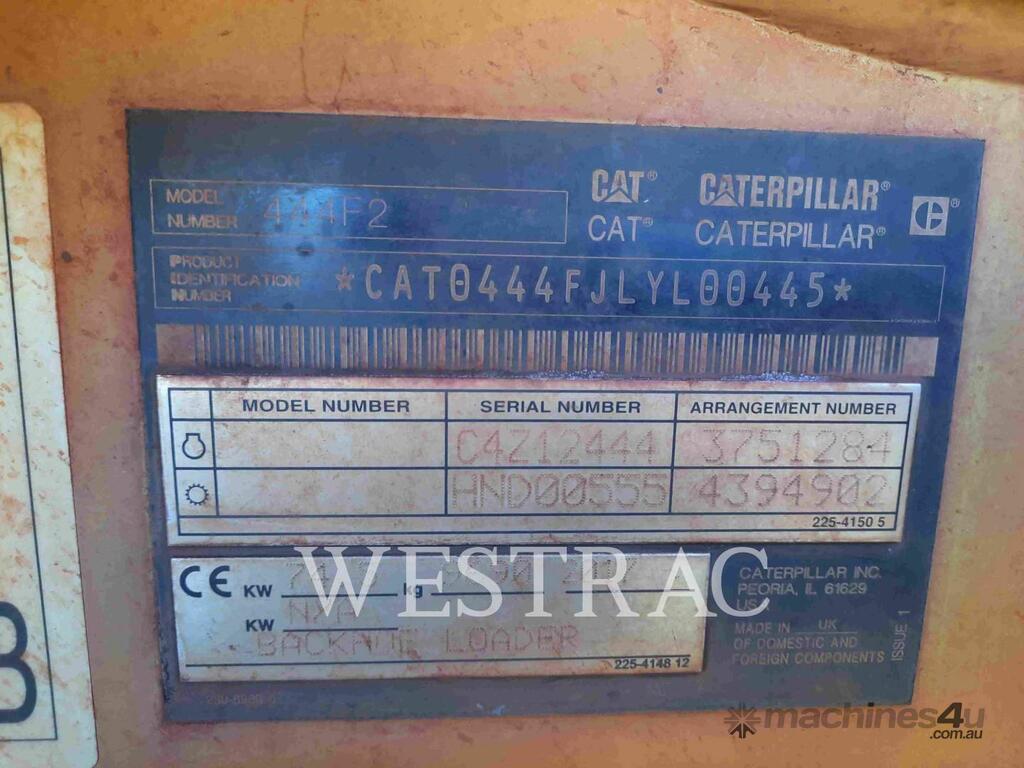 MODEL NUMBER 444F2
CAT® CATERPILLAR®
CAT® CATERPILLAR®
PRODUCT IDENTIFICATION NUMBER *CAT0444FJLYL00445*
MODEL NUMBER SERIAL NUMBER ARRANGEMENT NUMBER
C4Z12444 3751284
HND00555 4394902
225-4150 5
CE KW kg
KW NXA
BACKHOE LOADER
225-4148 12
CATERPILLAR INC.
PEORIA, IL 61629
USA
MADE IN UK
OF DOMESTIC AND
FOREIGN COMPONENTS
ISSUE 1
WESTRAC
machines4u
.com.au